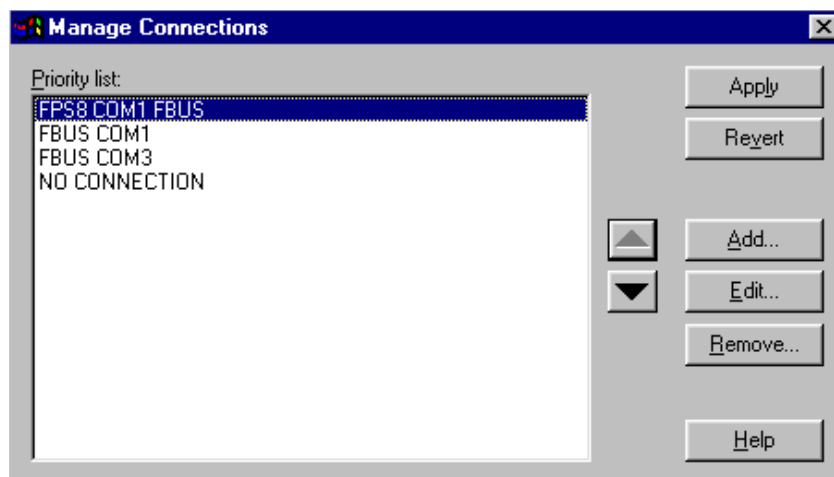 Manage Connections
Priority list:
FPS8 COM1 FBUS
FBUS COM1
FBUS COM3
NO CONNECTION
Apply
Revert
Add...
Edit...
Remove...
Help